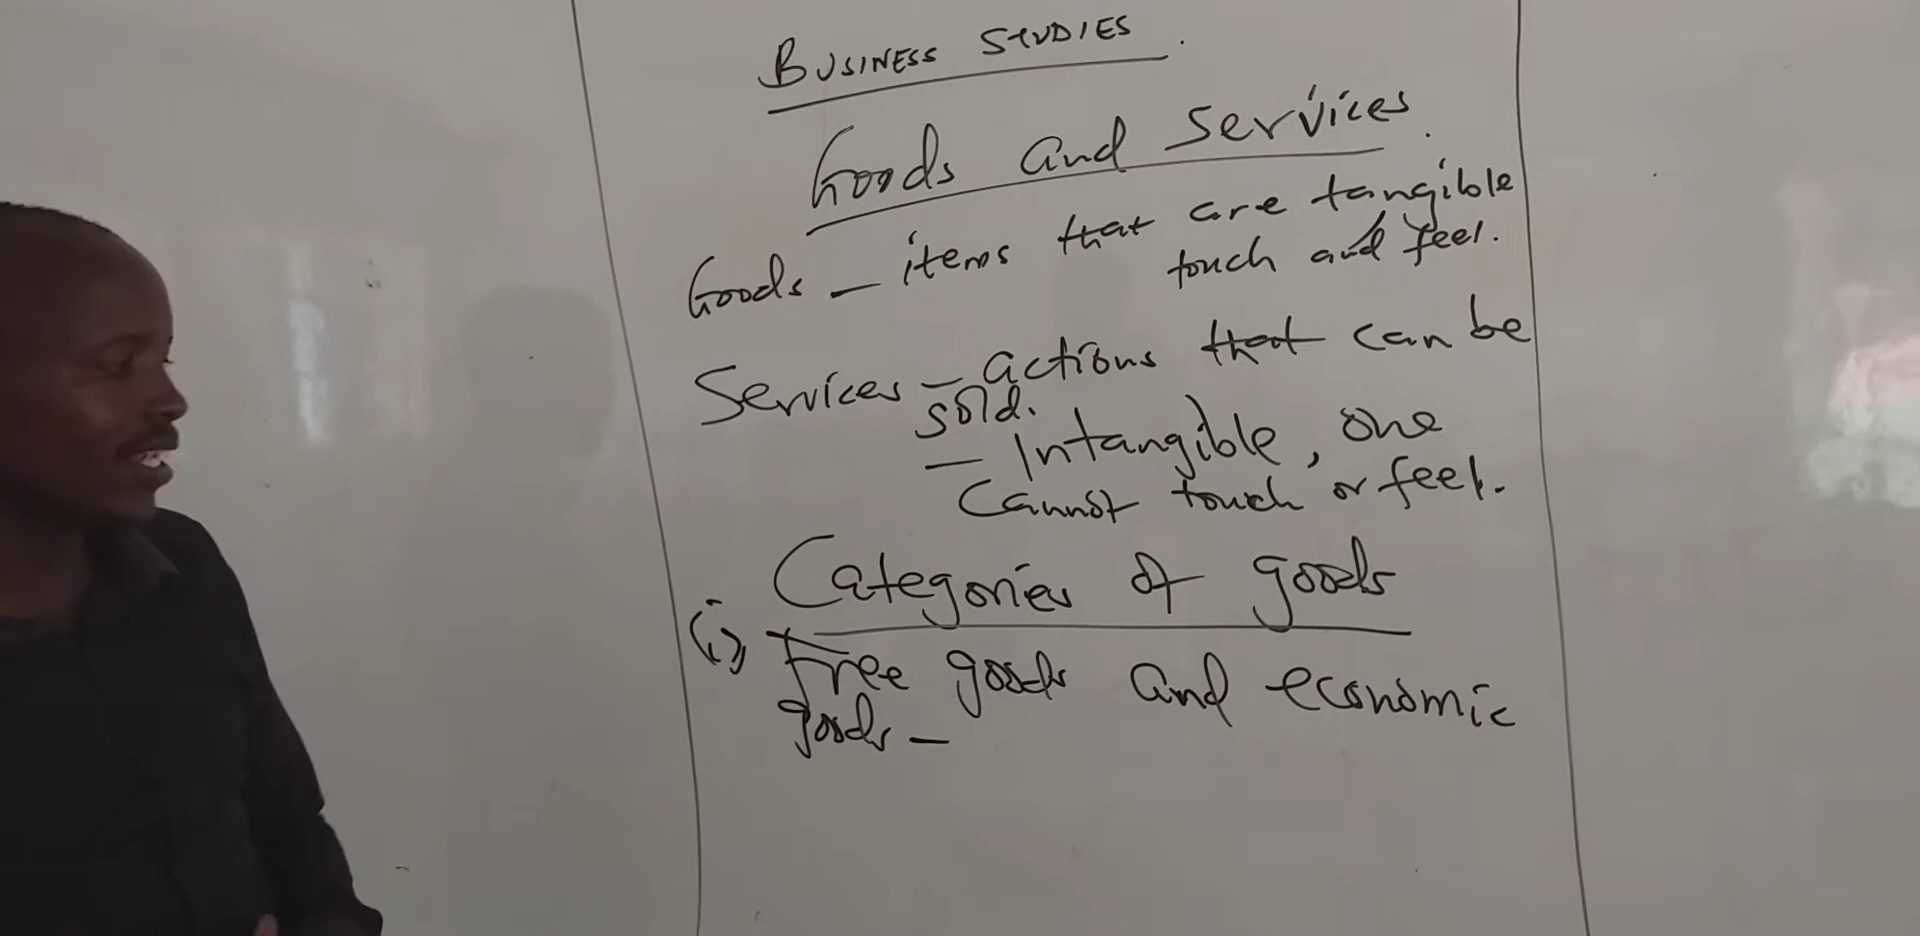 BUSINESS STUDIES.
Goods and Services.
Goods – items that are tangible
touch and feel.
Services – actions that can be
sold.
– Intangible, one
cannot touch or feel.
Categories of goods
(i), Free goods and economic
goods –